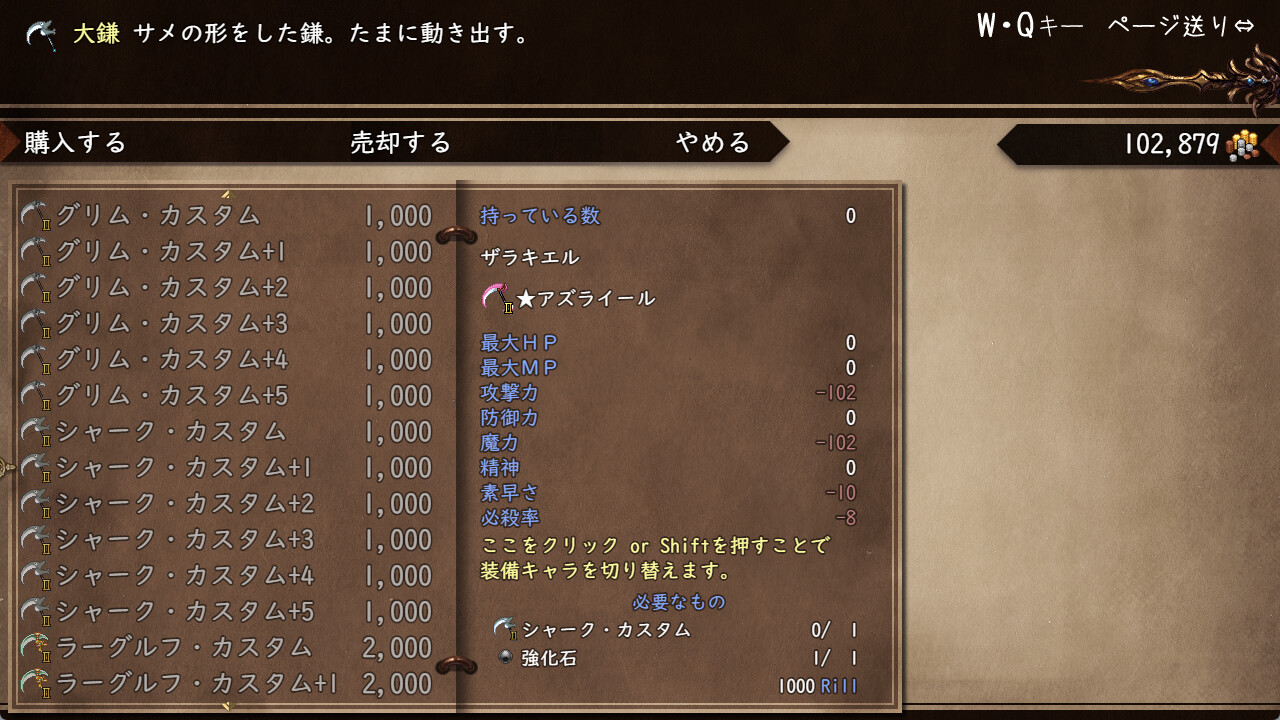 大鎌 サメの形をした鎌。たまに動き出す。
W・Qキー ページ送り⇔
購入する 売却する やめる 102,879
グリム・カスタム 1,000
グリム・カスタム+1 1,000
グリム・カスタム+2 1,000
グリム・カスタム+3 1,000
グリム・カスタム+4 1,000
グリム・カスタム+5 1,000
シャーク・カスタム 1,000
シャーク・カスタム+1 1,000
シャーク・カスタム+2 1,000
シャーク・カスタム+3 1,000
シャーク・カスタム+4 1,000
シャーク・カスタム+5 1,000
ラーグルフ・カスタム 2,000
ラーグルフ・カスタム+1 2,000
持っている数 0
ザラキエル
★アズライール
最大HP 0
最大MP 0
攻撃力 -102
防御力 0
魔力 -102
精神 0
素早さ -10
必殺率 -8
ここをクリック or Shiftを押すことで
装備キャラを切り替えます。
必要なもの
シャーク・カスタム 0/ 1
強化石 1/ 1
1000 Rill